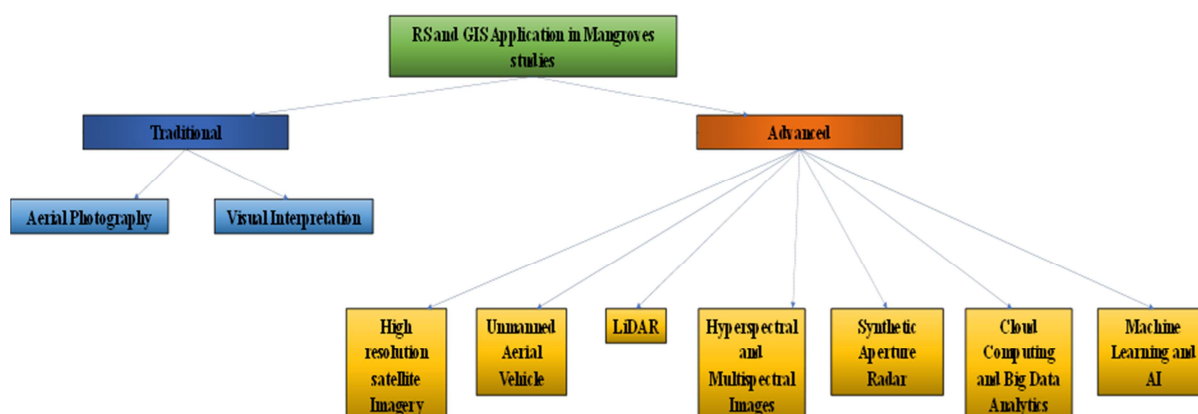 RS and GIS Application in Mangroves
studies
Traditional
Advanced
Aerial Photography
Visual Interpretation
High
resolution
satellite
Imagery
Unmanned
Aerial
Vehicle
LiDAR
Hyperspectral
and
Multispectral
Images
Synthetic
Aperture
Radar
Cloud
Computing
and Big Data
Analytics
Machine
Learning and
AI